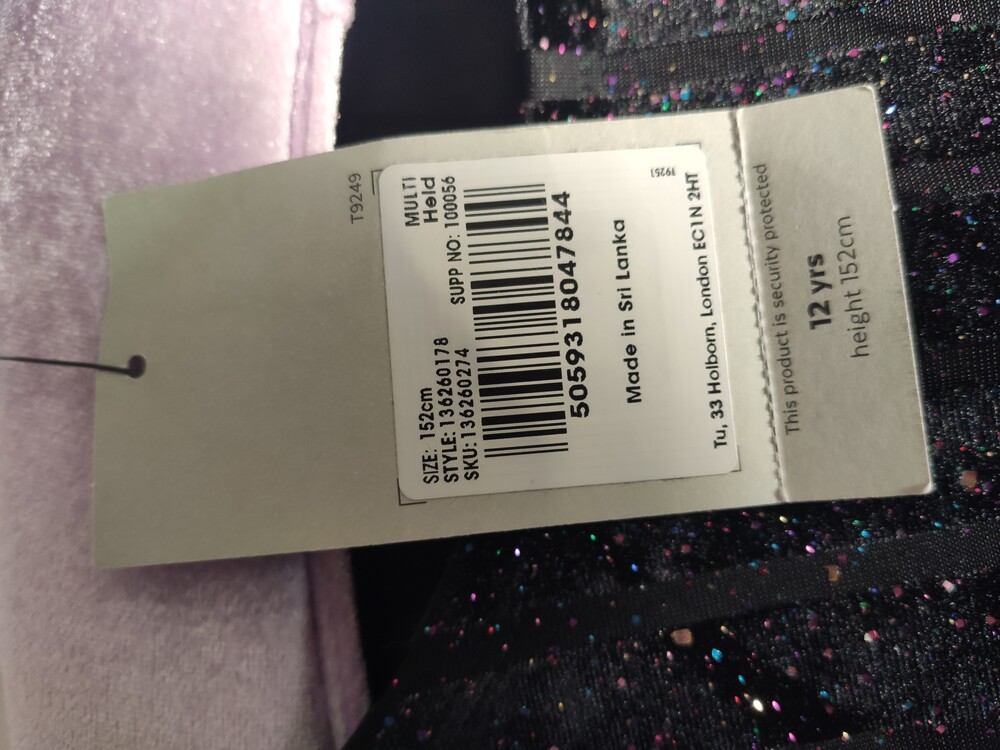 T9249
MULTI
Held
SIZE: 152cm
STYLE: 136260178
SUPP NO: 100056
SKU: 136260274
5059318047844
Made in Sri Lanka
T9251
Tu, 33 Holborn, London EC1N 2HT
This product is security protected
12 yrs
height 152cm